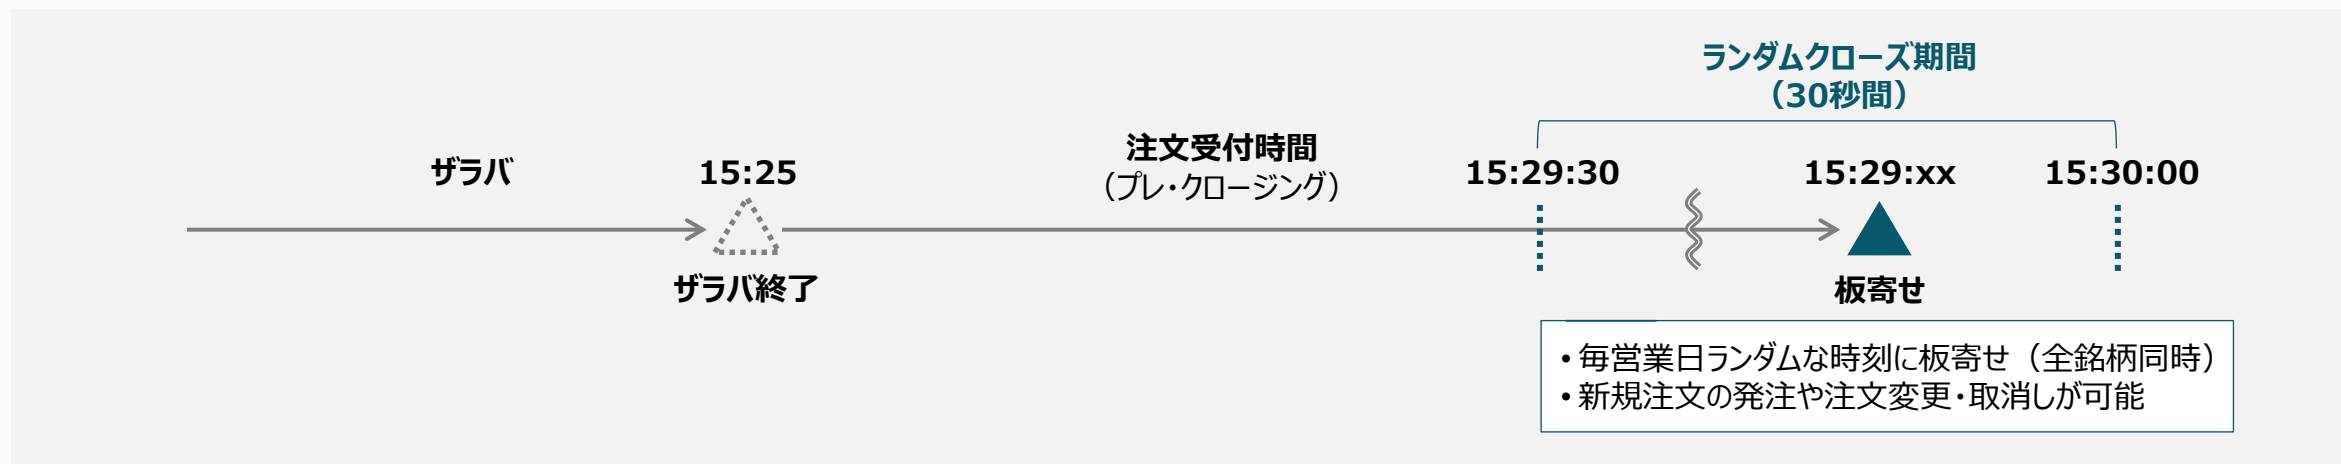 ランダムクローズ期間
（30秒間）
注文受付時間
ザラバ
15:25
（プレ・クロージング）
15:29:30
15:29:xx
15:30:00
ザラバ終了
板寄せ
• 毎営業日ランダムな時刻に板寄せ（全銘柄同時）
• 新規注文の発注や注文変更・取消しが可能